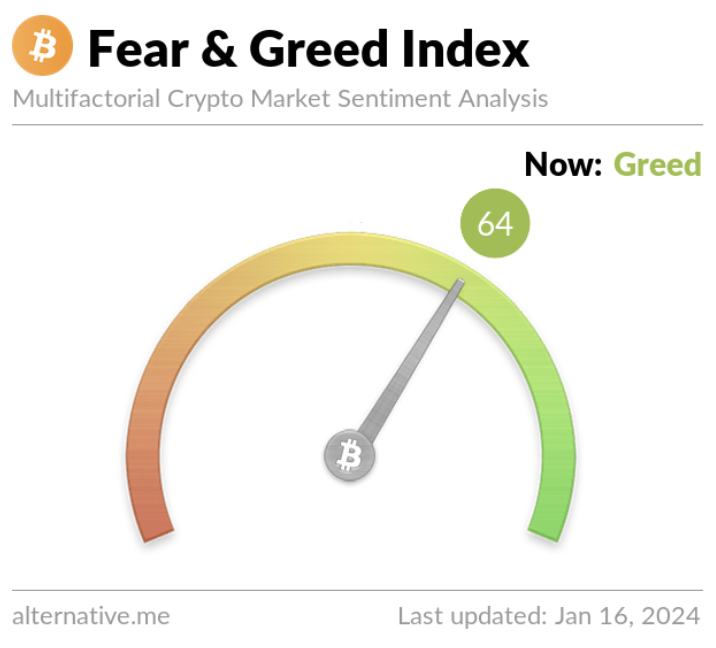 Fear & Greed Index
Multifactorial Crypto Market Sentiment Analysis
Now: Greed
64
alternative.me
Last updated: Jan 16, 2024